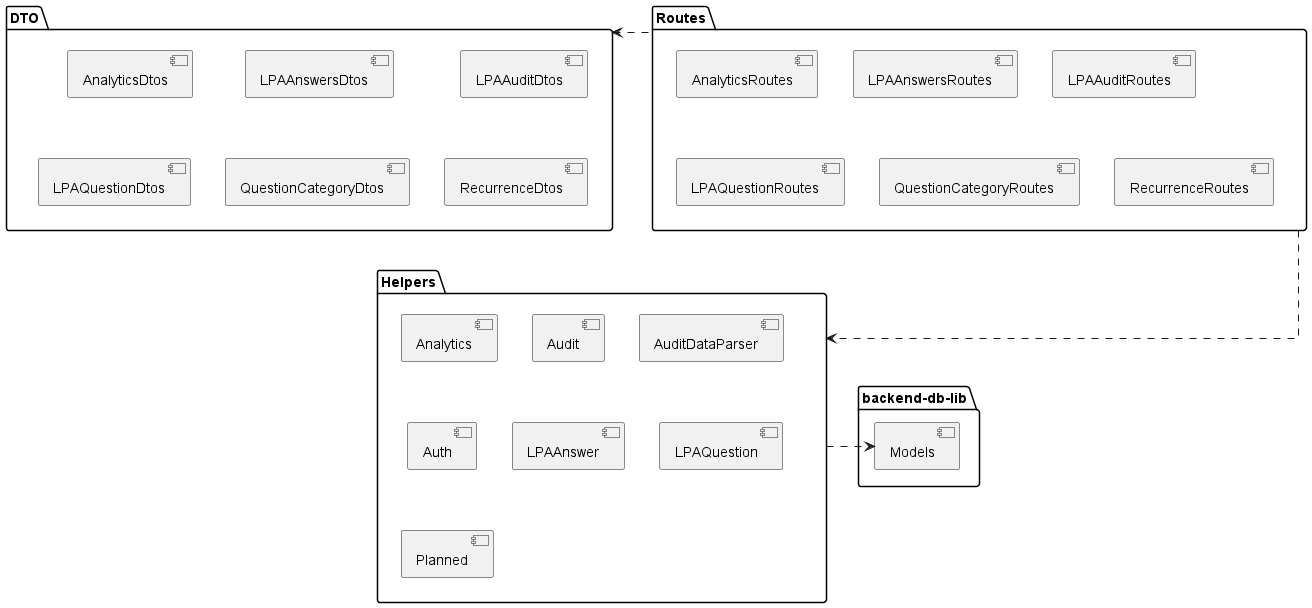 DTO
AnalyticsDtos
LPAAnswersDtos
LPAAuditDtos
LPAQuestionDtos
QuestionCategoryDtos
RecurrenceDtos
Routes
AnalyticsRoutes
LPAAnswersRoutes
LPAAuditRoutes
LPAQuestionRoutes
QuestionCategoryRoutes
RecurrenceRoutes
Helpers
Analytics
Audit
AuditDataParser
Auth
LPAAnswer
LPAQuestion
Planned
backend-db-lib
Models